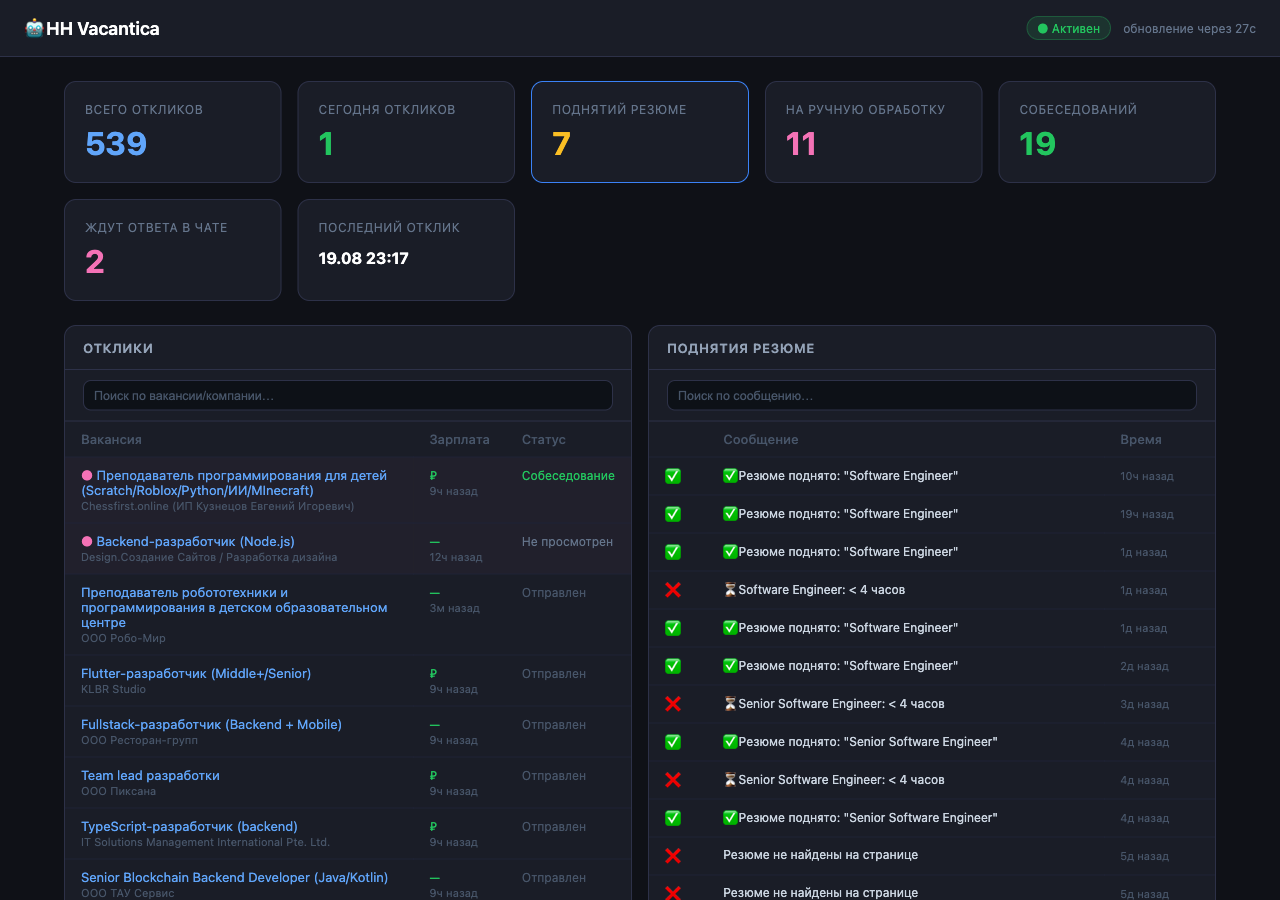 HH Vacantica
Активен
обновление через 27с
ВСЕГО ОТКЛИКОВ
539
СЕГОДНЯ ОТКЛИКОВ
1
ПОДНЯТИЙ РЕЗЮМЕ
7
НА РУЧНУЮ ОБРАБОТКУ
11
СОБЕСЕДОВАНИЙ
19
ЖДУТ ОТВЕТА В ЧАТЕ
2
ПОСЛЕДНИЙ ОТКЛИК
19.08 23:17
ОТКЛИКИ
Поиск по вакансии/компании...
Вакансия Зарплата Статус
Преподаватель программирования для детей ₽ Собеседование
(Scratch/Roblox/Python/ИИ/MInecraft) 9ч назад
Chessfirst.online (ИП Кузнецов Евгений Игоревич)
Backend-разработчик (Node.js) — Не просмотрен
Design.Создание Сайтов / Разработка дизайна 12ч назад
Преподаватель робототехники и — Отправлен
программирования в детском образовательном 3м назад
центре
ООО Робо-Мир
Flutter-разработчик (Middle+/Senior) ₽ Отправлен
KLBR Studio 9ч назад
Fullstack-разработчик (Backend + Mobile) — Отправлен
ООО Ресторан-групп 9ч назад
Team lead разработки ₽ Отправлен
ООО Пиксана 9ч назад
TypeScript-разработчик (backend) ₽ Отправлен
IT Solutions Management International Pte. Ltd. 9ч назад
Senior Blockchain Backend Developer (Java/Kotlin) — Отправлен
ООО ТАУ Сервис 9ч назад
ПОДНЯТИЯ РЕЗЮМЕ
Поиск по сообщению...
Сообщение Время
Резюме поднято: "Software Engineer" 10ч назад
Резюме поднято: "Software Engineer" 19ч назад
Резюме поднято: "Software Engineer" 1д назад
Software Engineer: < 4 часов 1д назад
Резюме поднято: "Software Engineer" 1д назад
Резюме поднято: "Software Engineer" 2д назад
Senior Software Engineer: < 4 часов 3д назад
Резюме поднято: "Senior Software Engineer" 4д назад
Senior Software Engineer: < 4 часов 4д назад
Резюме поднято: "Senior Software Engineer" 4д назад
Резюме не найдены на странице 5д назад
Резюме не найдены на странице 5д назад